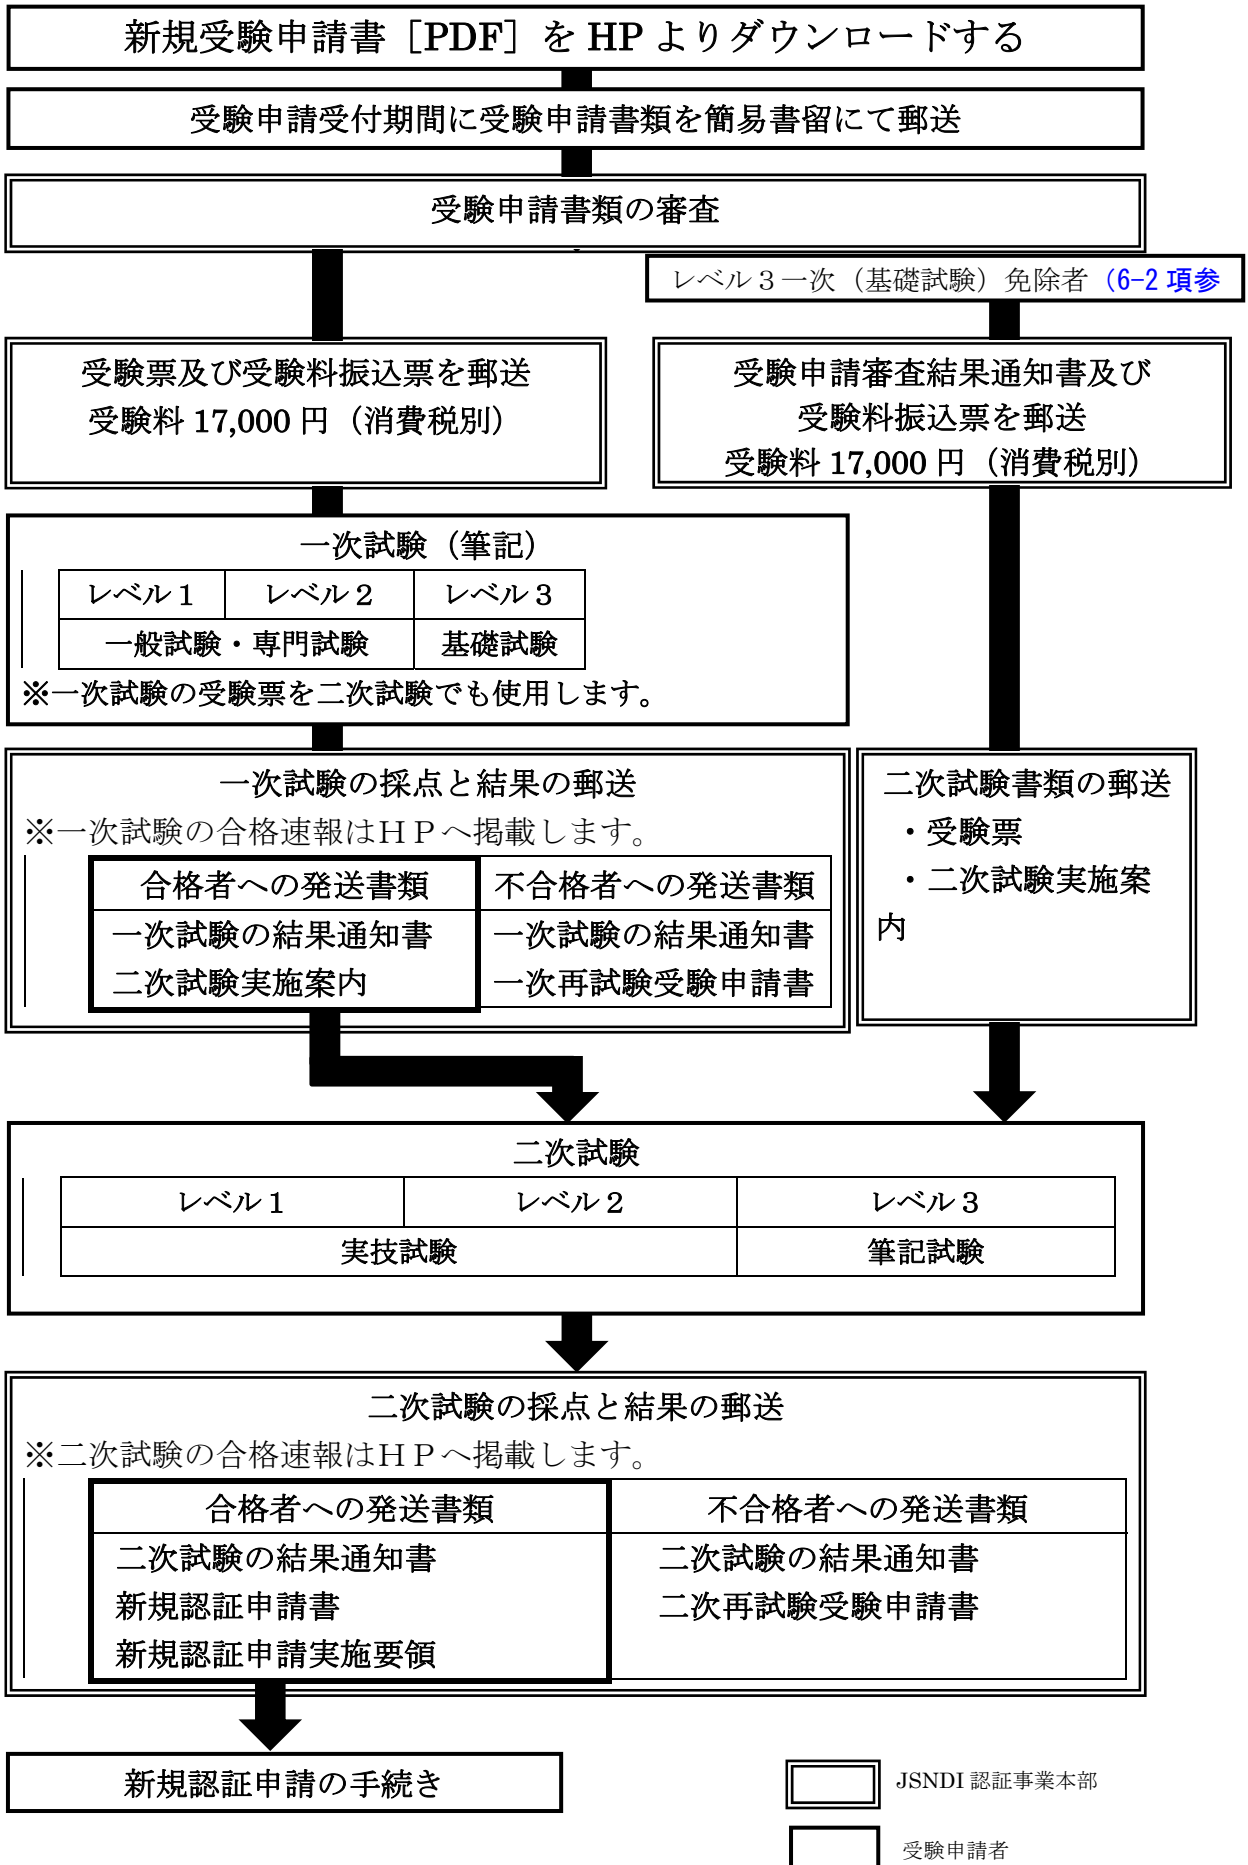 新規受験申請書［PDF］を HP よりダウンロードする
受験申請受付期間に受験申請書類を簡易書留にて郵送
受験申請書類の審査
レベル３一次（基礎試験）免除者（6-2 項参
受験票及び受験料振込票を郵送
受験料 17,000 円（消費税別）
受験申請審査結果通知書及び
受験料振込票を郵送
受験料 17,000 円（消費税別）
一次試験（筆記）
レベル１ レベル２ レベル３
一般試験・専門試験 基礎試験
※一次試験の受験票を二次試験でも使用します。
一次試験の採点と結果の郵送
※一次試験の合格速報はＨＰへ掲載します。
合格者への発送書類 不合格者への発送書類
一次試験の結果通知書 一次試験の結果通知書
二次試験実施案内 一次再試験受験申請書
二次試験書類の郵送
・受験票
・二次試験実施案
内
二次試験
レベル１ レベル２ レベル３
実技試験 筆記試験
二次試験の採点と結果の郵送
※二次試験の合格速報はＨＰへ掲載します。
合格者への発送書類 不合格者への発送書類
二次試験の結果通知書 二次試験の結果通知書
新規認証申請書 二次再試験受験申請書
新規認証申請実施要領
新規認証申請の手続き
JSNDI 認証事業本部
受験申請者